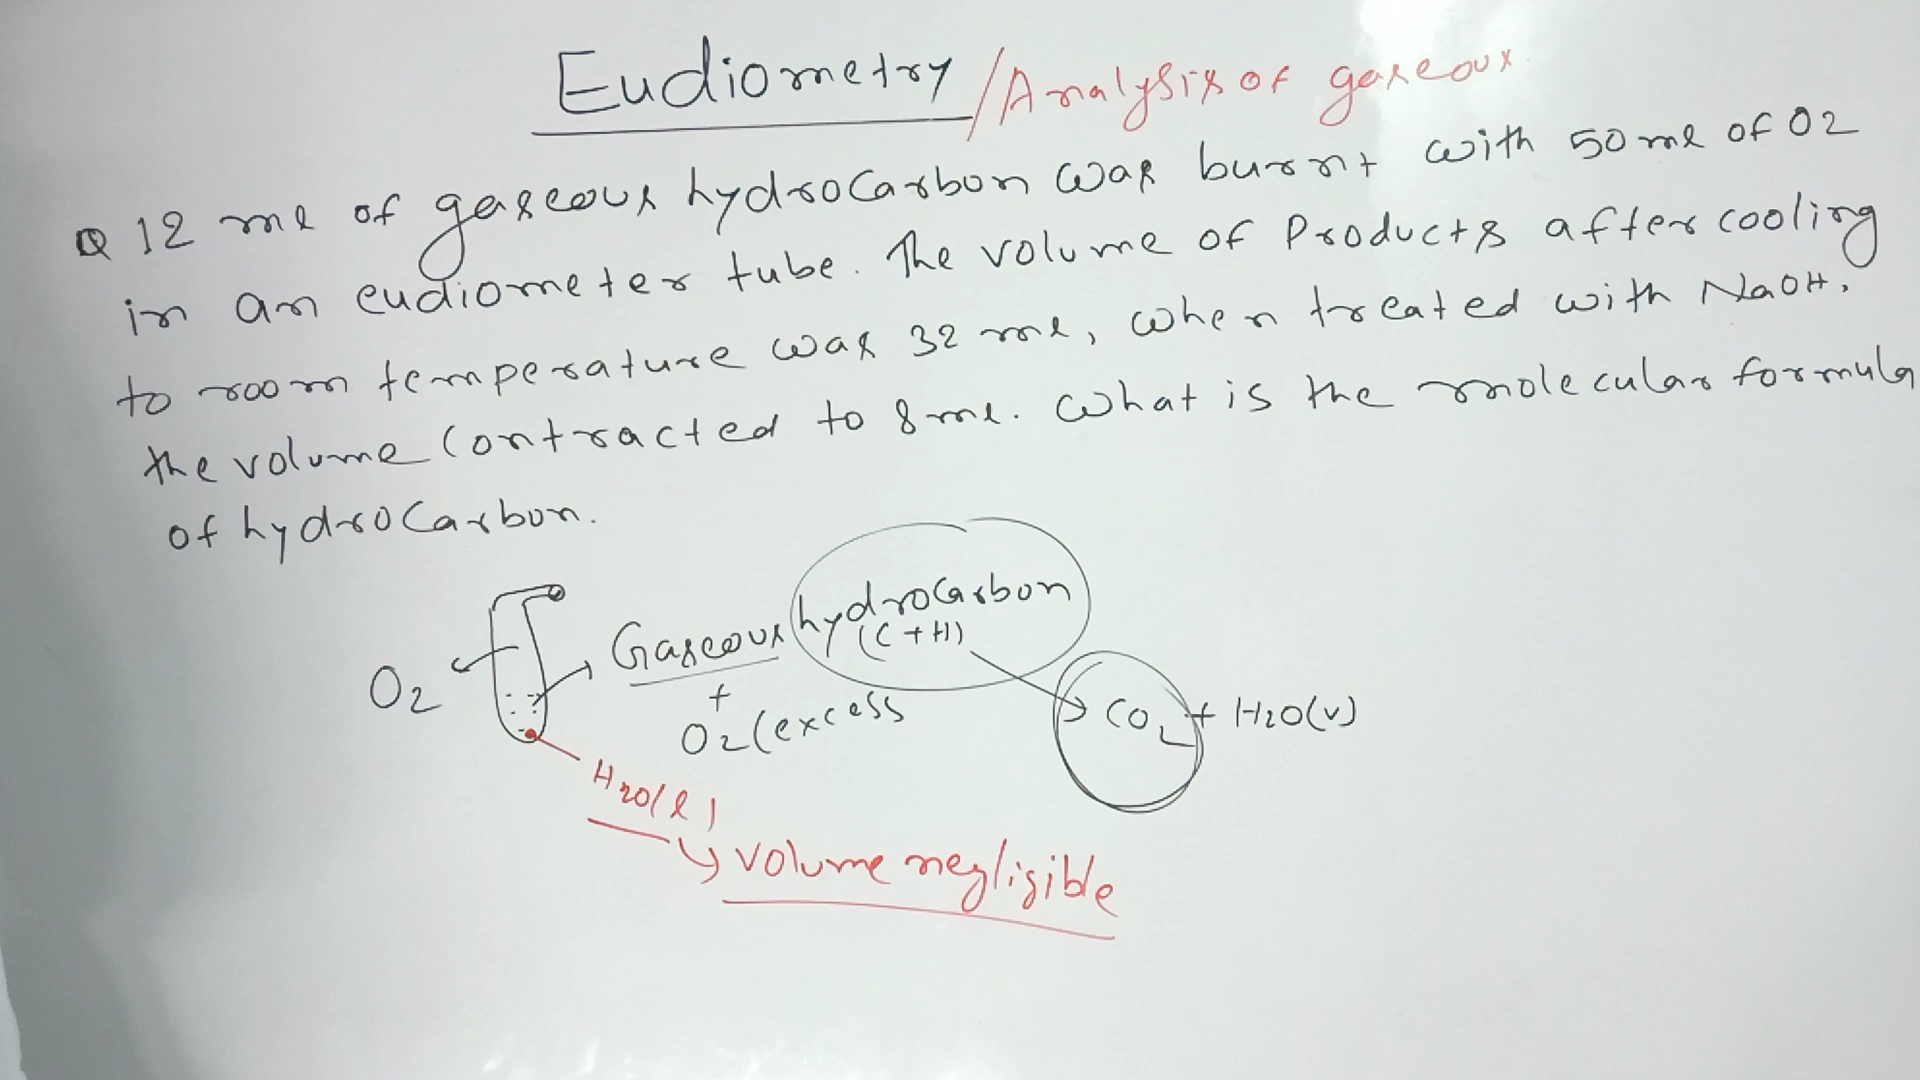 Eudiometry / Analysis of gaseous
Q 12 ml of gaseous hydrocarbon was burnt with 50 ml of O2
in an eudiometer tube. The volume of Products after cooling
to room temperature was 32 ml, when treated with NaOH,
the volume contracted to 8 ml. What is the molecular formula
of hydrocarbon.
Gaseous hydrocarbon
(C+H)
O2
+
O2 (excess
CO2 + H2O(v)
H2O(l)
volume negligible